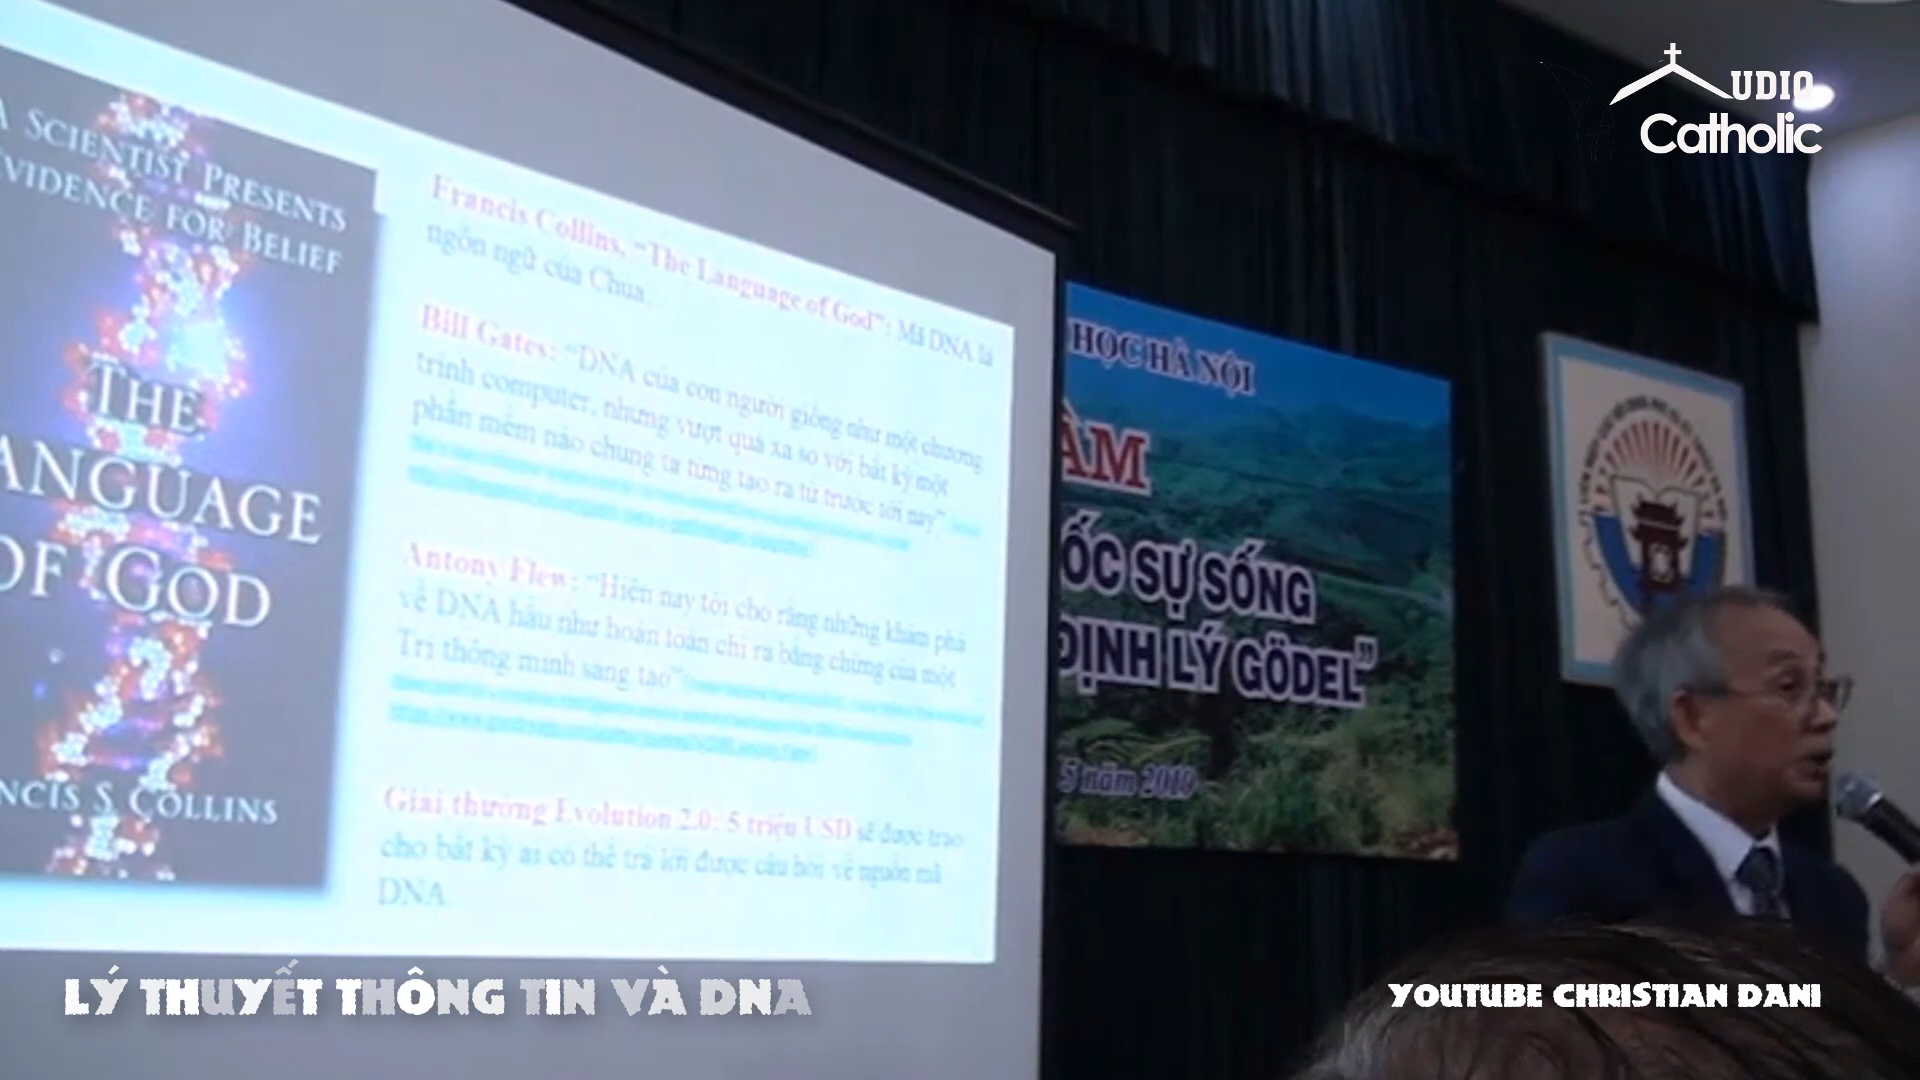 A SCIENTIST PRESENTS
EVIDENCE FOR BELIEF
THE
LANGUAGE
OF GOD
NCIS S COLLINS
Francis Collins, "The Language of God": Mã DNA là
ngôn ngữ của Chúa.
Bill Gates: "DNA của con người giống như một chương
trình computer, nhưng vượt quá xa so với bất kỳ một
phần mềm nào chúng ta từng tạo ra từ trước tới nay"
Antony Flew: "Hiện nay tôi cho rằng những khám phá
về DNA hầu như hoàn toàn chỉ ra bằng chứng của một
Trí thông minh sáng tạo"
Giải thưởng Evolution 2.0: 5 triệu USD sẽ được trao
cho bất kỳ ai có thể trả lời được câu hỏi về nguồn mã
DNA
HỌC HÀ NỘI
ÀM
ỐC SỰ SỐNG
ĐỊNH LÝ GÖDEL"
5 năm 2019
UDIO
Catholic
LÝ THUYẾT THÔNG TIN VÀ DNA
YOUTUBE CHRISTIAN DANI